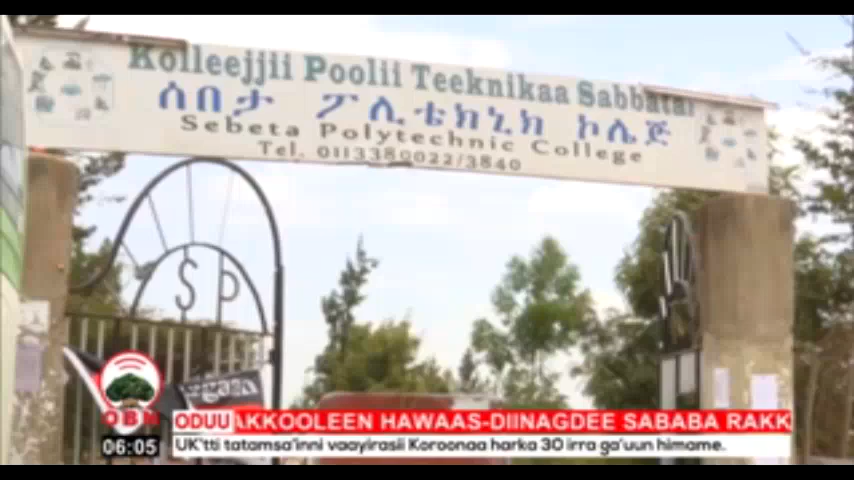 Kolleejjii Poolii Teeknikaa Sabbataa
ሰበታ ፖሊቴክኒክ ኮሌጅ
Sebeta Polytechnic College
Tel. 0113380022/3840
SP
OBN
06:05
ODUU
AKKOOLEEN HAWAAS-DIINAGDEE SABABA RAKK
UK'tti tatamsa'inni vaayirasii Koroonaa harka 30 irra ga'uun himame.